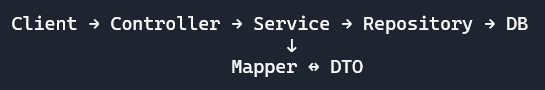 Client → Controller → Service → Repository → DB
↓
Mapper ↔ DTO